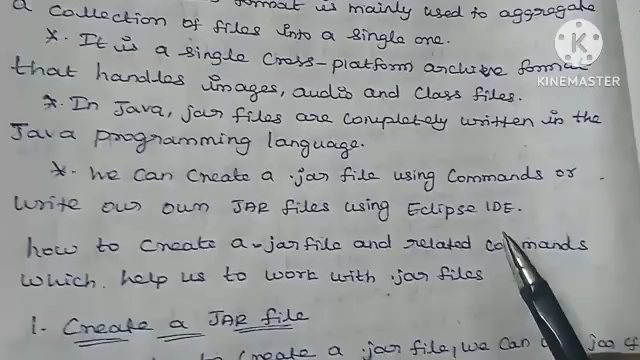 format is mainly used to aggregate
a collection of files into a single one.
*. It is a single cross-platform archive format
that handles images, audio and class files.
*. In Java, jar files are completely written in the
Java programming language.
*. We can create a .jar file using commands or
write our own JAR files using Eclipse IDE.
how to create a .jar file and related commands
which help us to work with .jar files
1. Create a JAR file
create a .jar file, we can jar
KINEMASTER